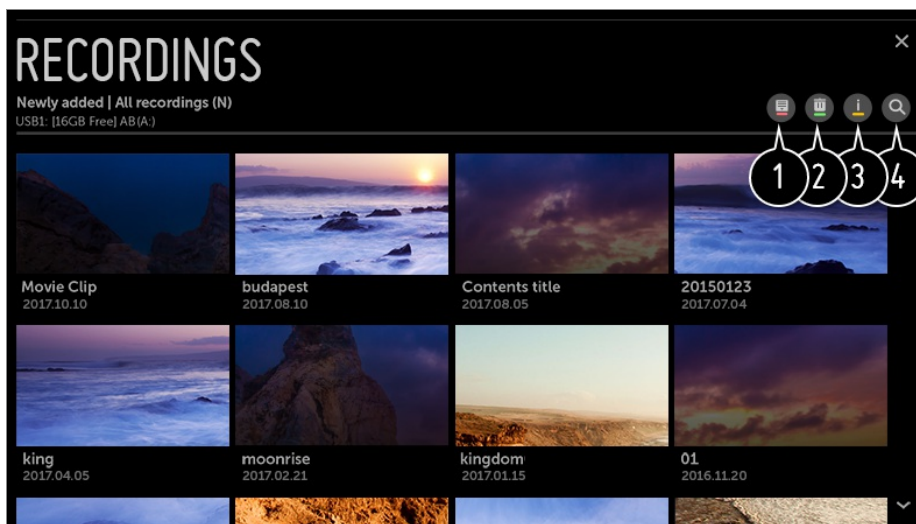 RECORDINGS
Newly added | All recordings (N)
USB1: [16GB Free] AB(A:)
1 2 3 4
Movie Clip budapest Contents title 20150123
2017.10.10 2017.08.10 2017.08.05 2017.07.04
king moonrise kingdom 01
2017.04.05 2017.02.21 2017.01.15 2016.11.20